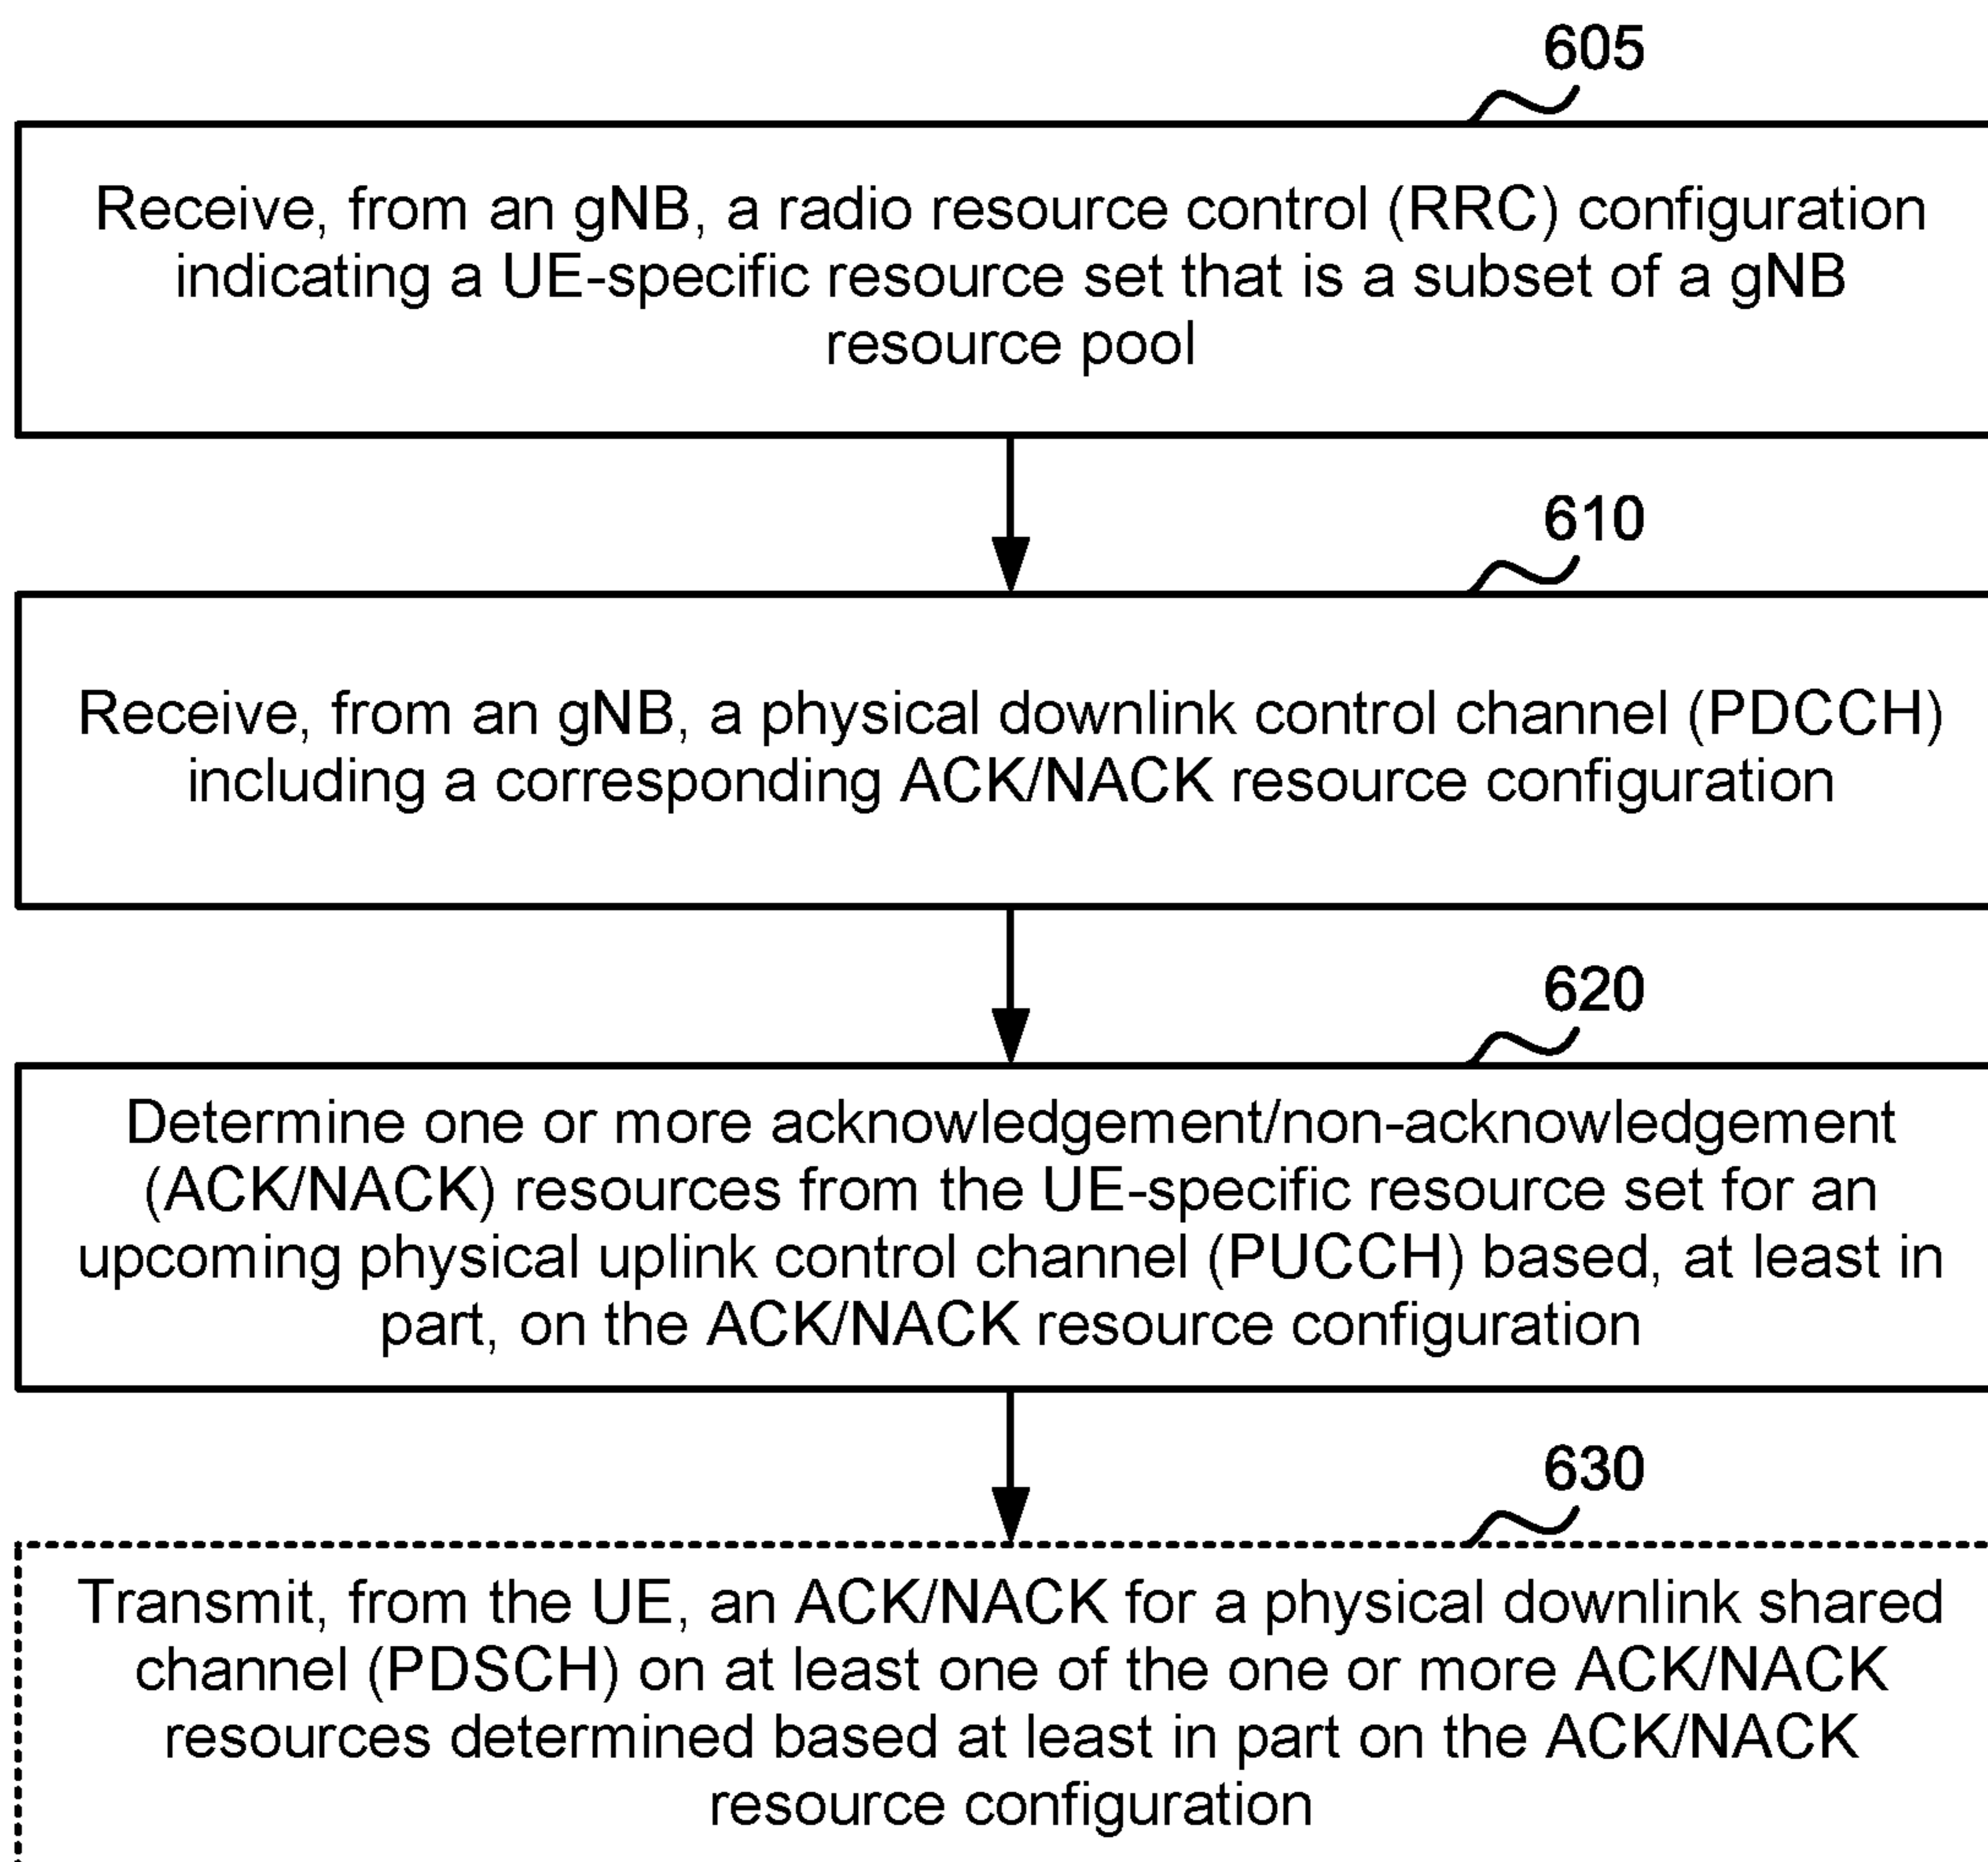 605
Receive, from an gNB, a radio resource control (RRC) configuration
indicating a UE-specific resource set that is a subset of a gNB
resource pool
610
Receive, from an gNB, a physical downlink control channel (PDCCH)
including a corresponding ACK/NACK resource configuration
620
Determine one or more acknowledgement/non-acknowledgement
(ACK/NACK) resources from the UE-specific resource set for an
upcoming physical uplink control channel (PUCCH) based, at least in
part, on the ACK/NACK resource configuration
630
Transmit, from the UE, an ACK/NACK for a physical downlink shared
channel (PDSCH) on at least one of the one or more ACK/NACK
resources determined based at least in part on the ACK/NACK
resource configuration